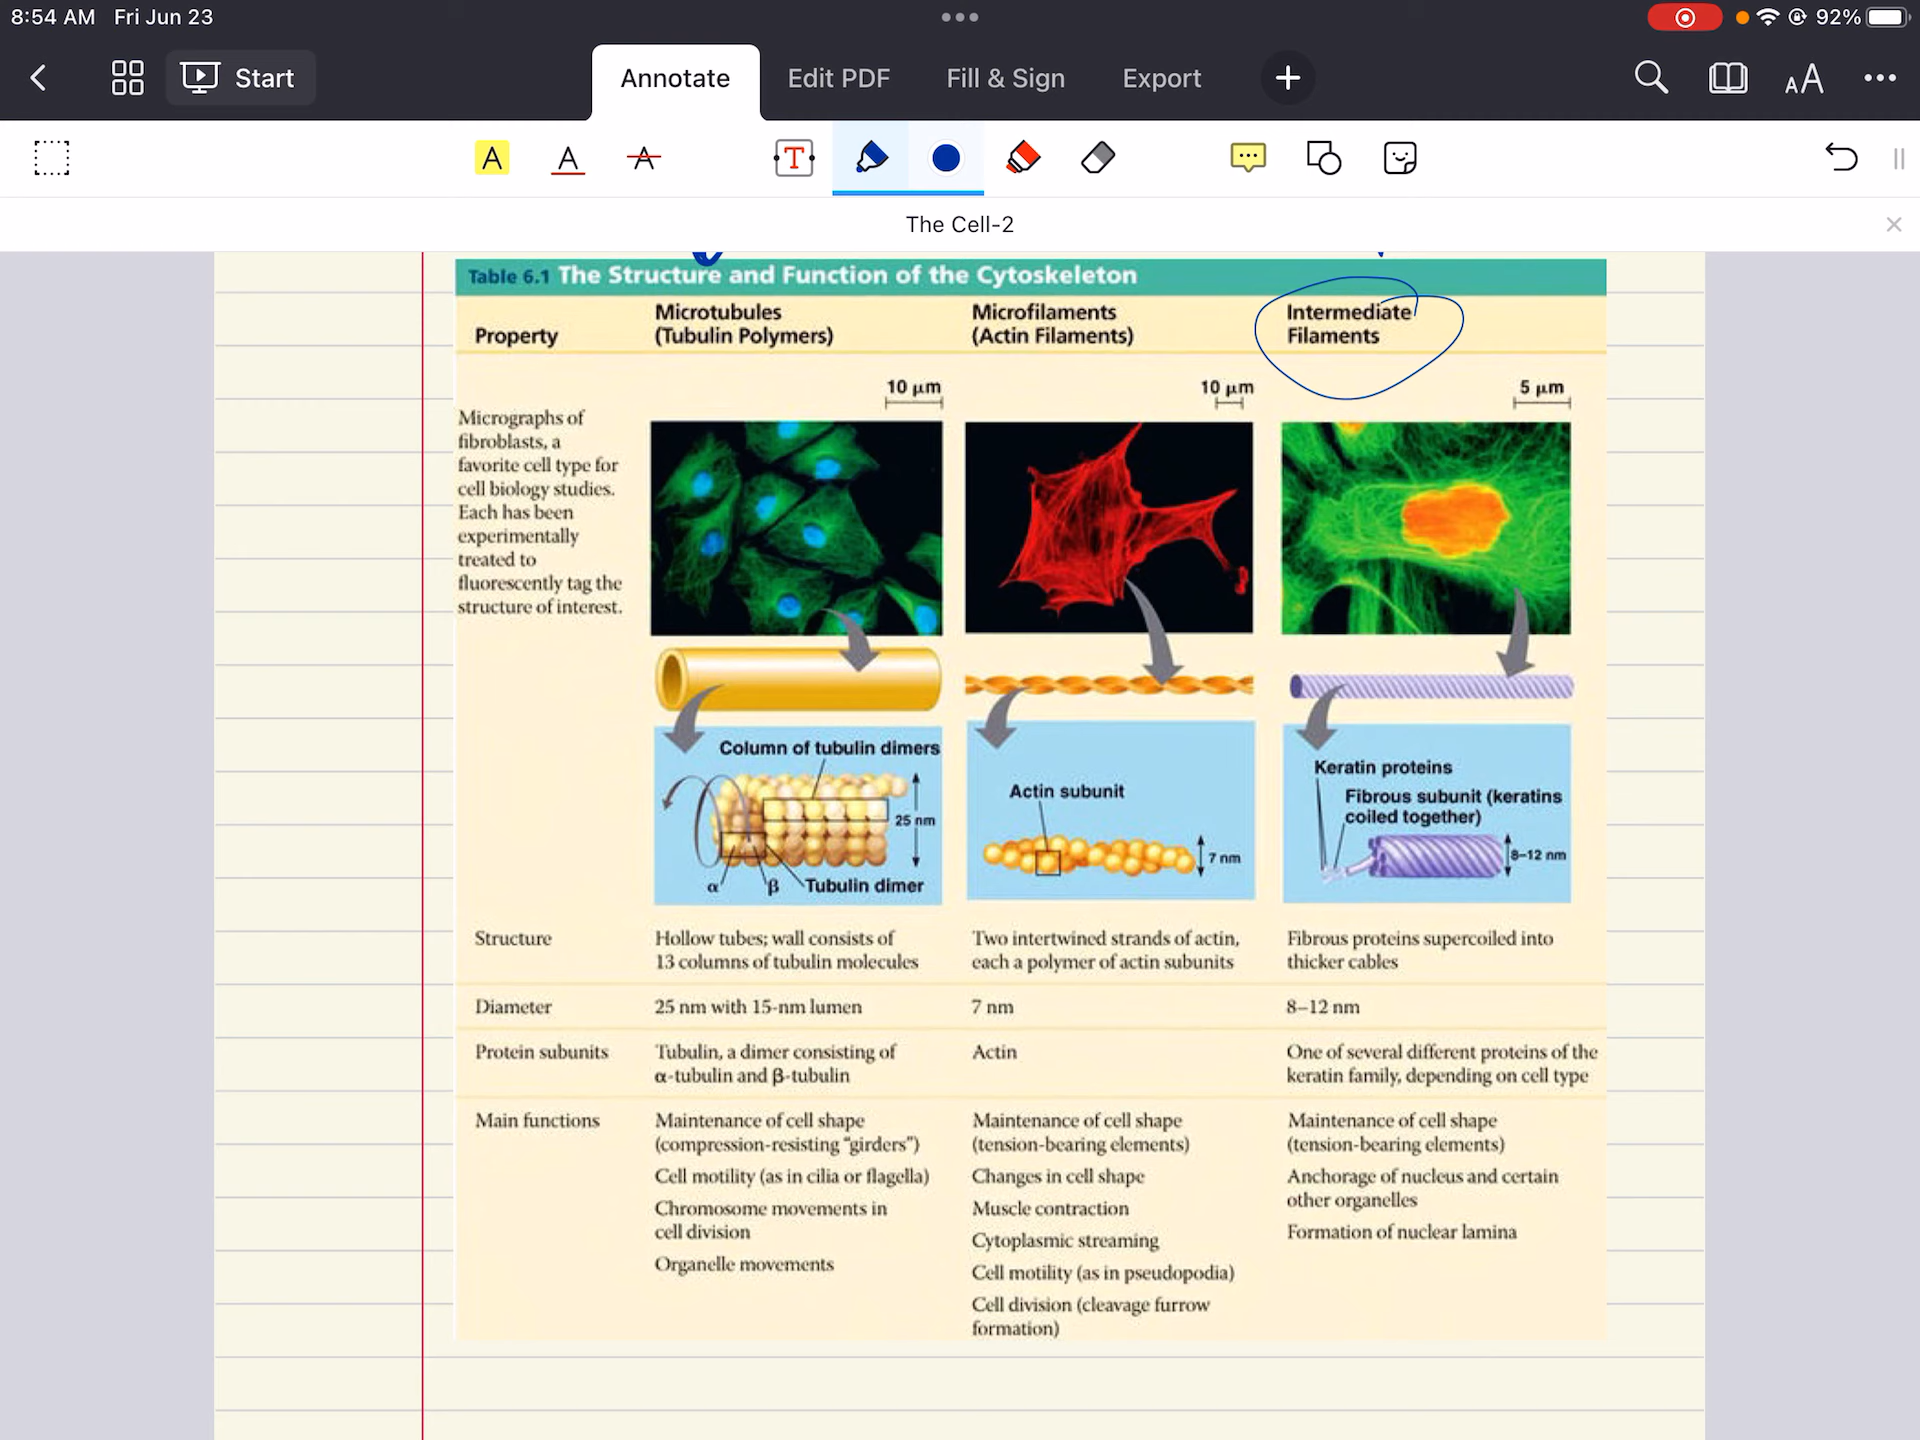 8:54 AM Fri Jun 23
92%
Start
Annotate
Edit PDF
Fill & Sign
Export
AA
A
A
A
T
The Cell-2
Table 6.1 The Structure and Function of the Cytoskeleton
Property
Microtubules
(Tubulin Polymers)
Microfilaments
(Actin Filaments)
Intermediate
Filaments
10 μm
10 μm
5 μm
Micrographs of
fibroblasts, a
favorite cell type for
cell biology studies.
Each has been
experimentally
treated to
fluorescently tag the
structure of interest.
Column of tubulin dimers
25 nm
α
β
Tubulin dimer
Actin subunit
7 nm
Keratin proteins
Fibrous subunit (keratins
coiled together)
8–12 nm
Structure
Hollow tubes; wall consists of
13 columns of tubulin molecules
Two intertwined strands of actin,
each a polymer of actin subunits
Fibrous proteins supercoiled into
thicker cables
Diameter
25 nm with 15-nm lumen
7 nm
8–12 nm
Protein subunits
Tubulin, a dimer consisting of
α-tubulin and β-tubulin
Actin
One of several different proteins of the
keratin family, depending on cell type
Main functions
Maintenance of cell shape
(compression-resisting “girders”)
Cell motility (as in cilia or flagella)
Chromosome movements in
cell division
Organelle movements
Maintenance of cell shape
(tension-bearing elements)
Changes in cell shape
Muscle contraction
Cytoplasmic streaming
Cell motility (as in pseudopodia)
Cell division (cleavage furrow
formation)
Maintenance of cell shape
(tension-bearing elements)
Anchorage of nucleus and certain
other organelles
Formation of nuclear lamina